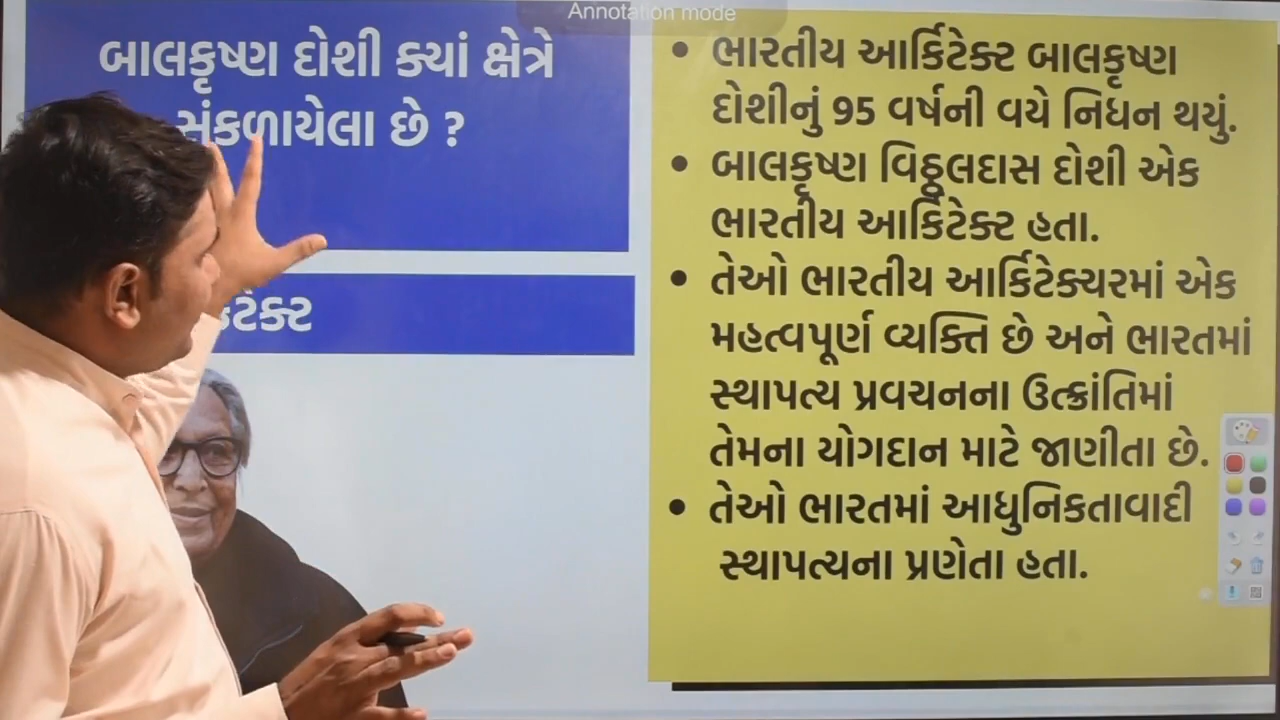 Annotation mode
બાલકૃષ્ણ દોશી ક્યાં ક્ષેત્રે
સંકળાયેલા છે ?
• ભારતીય આર્કિટેક્ટ બાલકૃષ્ણ
દોશીનું 95 વર્ષની વયે નિધન થયું.
• બાલકૃષ્ણ વિઠ્ઠલદાસ દોશી એક
ભારતીય આર્કિટેક્ટ હતા.
• તેઓ ભારતીય આર્કિટેક્ચરમાં એક
મહત્વપૂર્ણ વ્યક્તિ છે અને ભારતમાં
સ્થાપત્ય પ્રવચનના ઉત્ક્રાંતિમાં
તેમના યોગદાન માટે જાણીતા છે.
• તેઓ ભારતમાં આધુનિકતાવાદી
સ્થાપત્યના પ્રણેતા હતા.